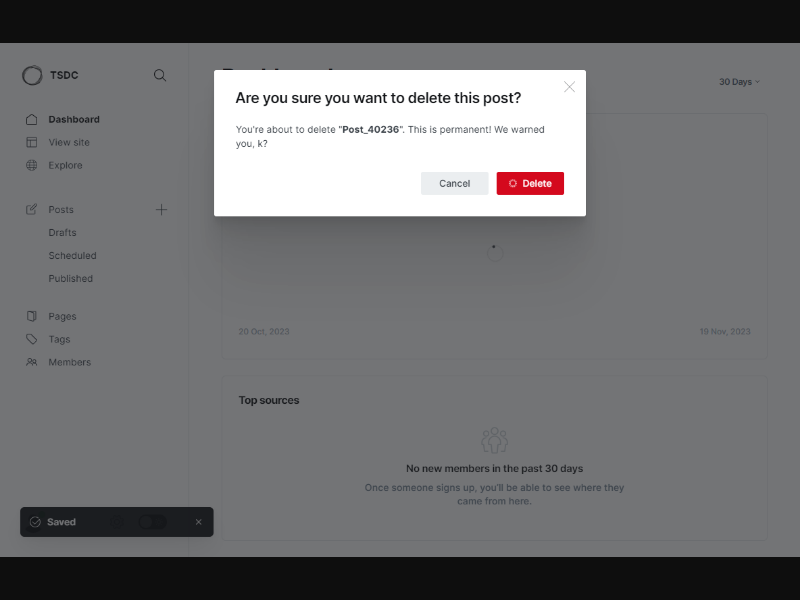 TSDC
Dashboard
View site
Explore
Posts
Drafts
Scheduled
Published
Pages
Tags
Members
Saved
30 Days
Are you sure you want to delete this post?
You're about to delete "Post_40236". This is permanent! We warned
you, k?
Cancel
Delete
20 Oct, 2023
19 Nov, 2023
Top sources
No new members in the past 30 days
Once someone signs up, you'll be able to see where they
came from here.